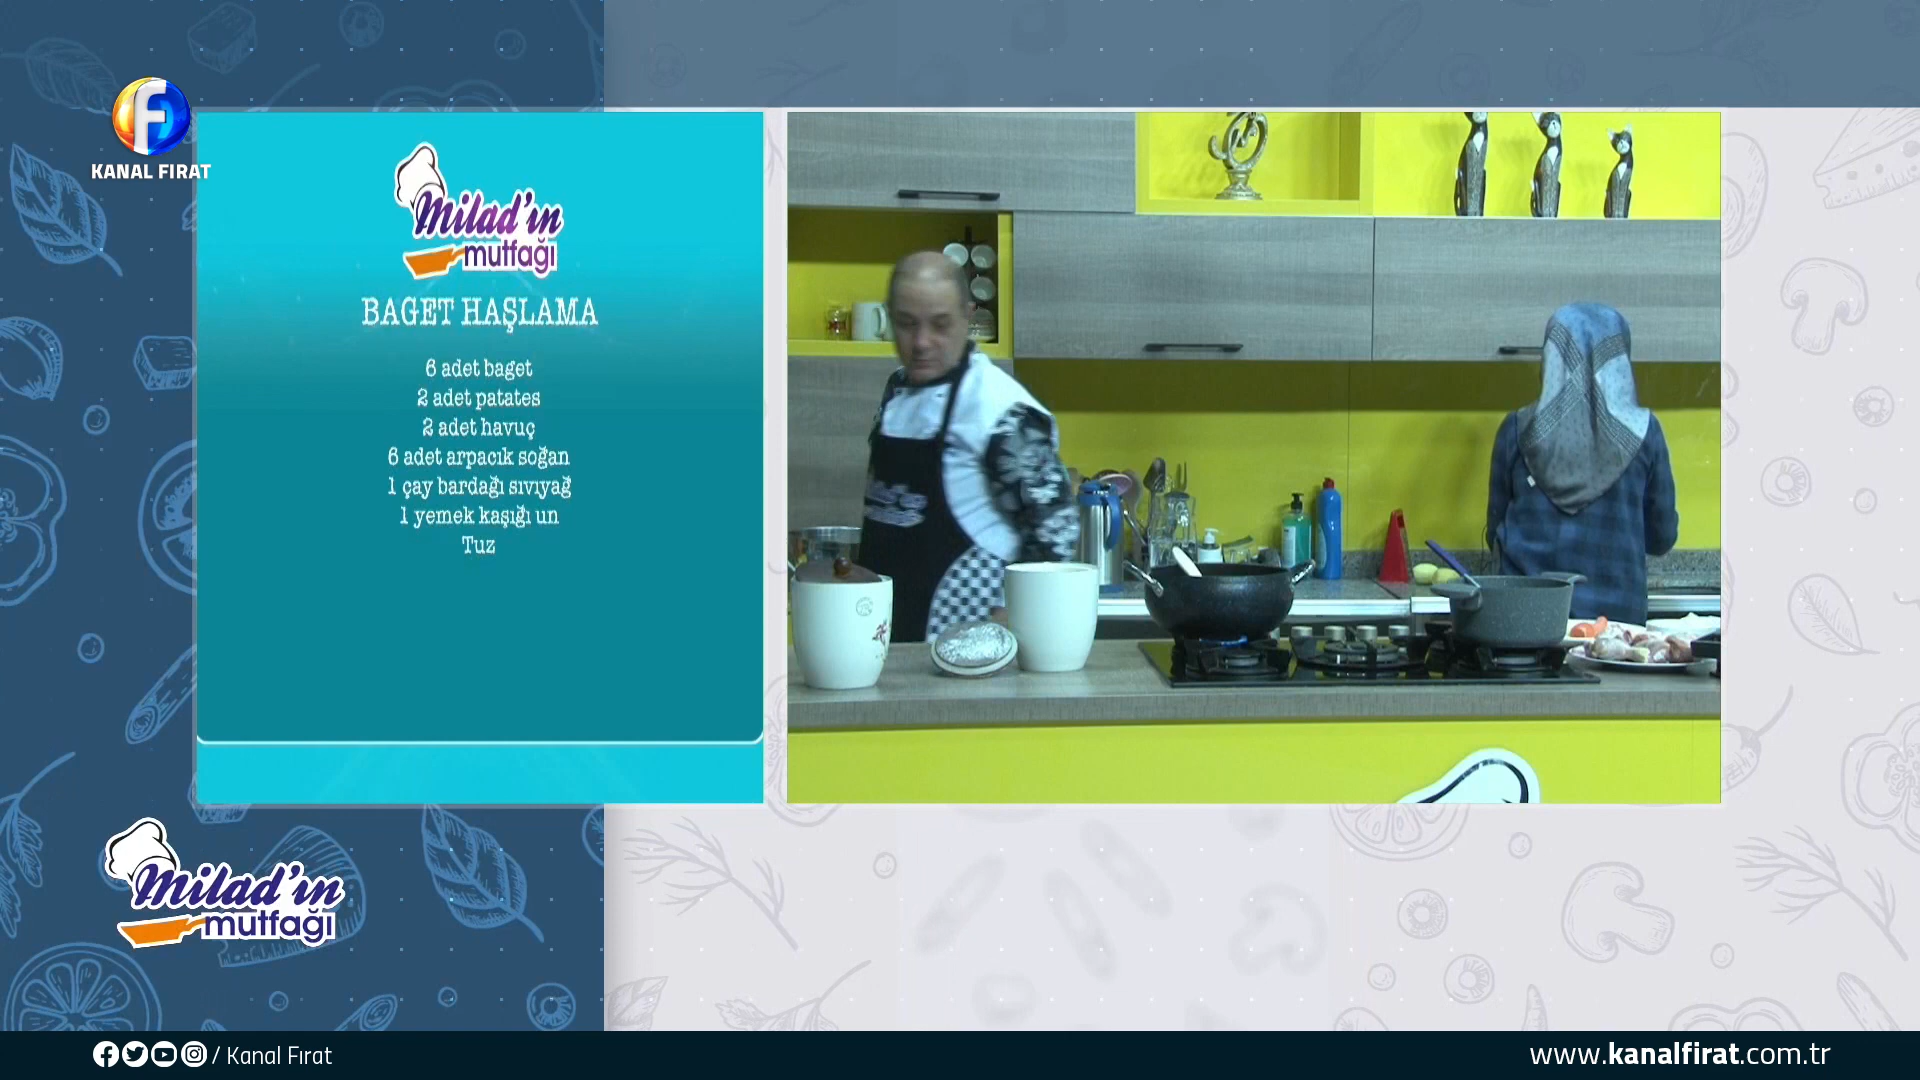 KANAL FIRAT
Milad'ın
mutfağı
BAGET HAŞLAMA
6 adet baget
2 adet patates
2 adet havuç
6 adet arpacık soğan
1 çay bardağı sıvıyağ
1 yemek kaşığı un
Tuz
Milad'ın
mutfağı
/ Kanal Fırat
www.kanalfirat.com.tr